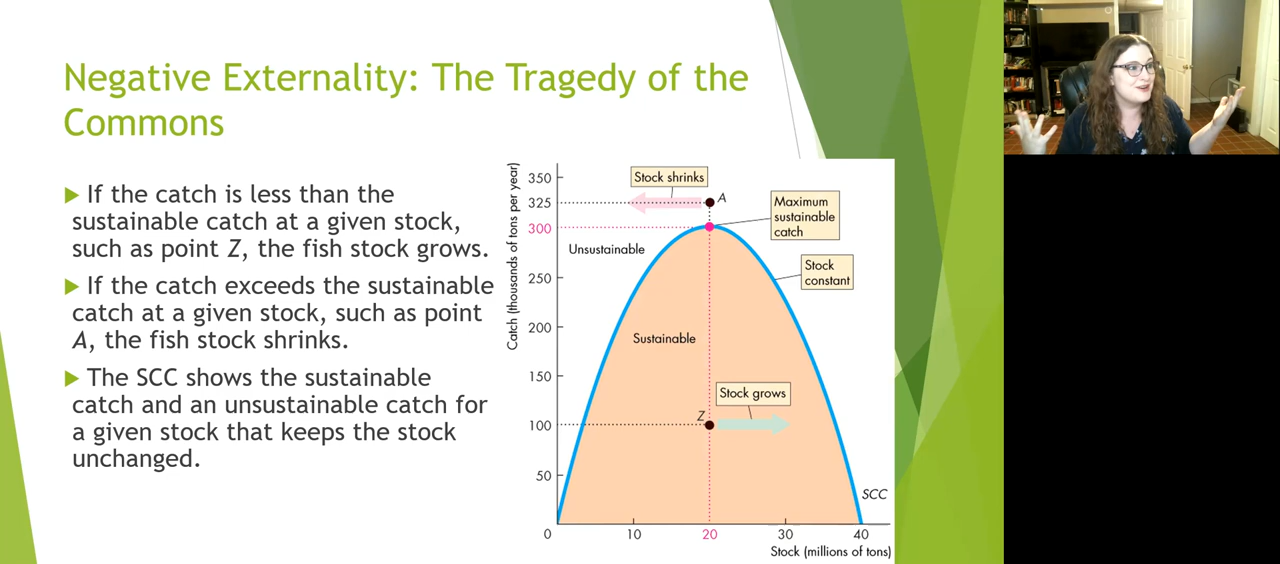 Negative Externality: The Tragedy of the
Commons
▶ If the catch is less than the
sustainable catch at a given stock,
such as point Z, the fish stock grows.
▶ If the catch exceeds the sustainable
catch at a given stock, such as point
A, the fish stock shrinks.
▶ The SCC shows the sustainable
catch and an unsustainable catch for
a given stock that keeps the stock
unchanged.
Catch (thousands of tons per year)
350
325
300
250
200
150
100
50
0
10
20
30
40
Stock (millions of tons)
Stock shrinks
A
Maximum
sustainable
catch
Unsustainable
Stock
constant
Sustainable
Stock grows
Z
SCC